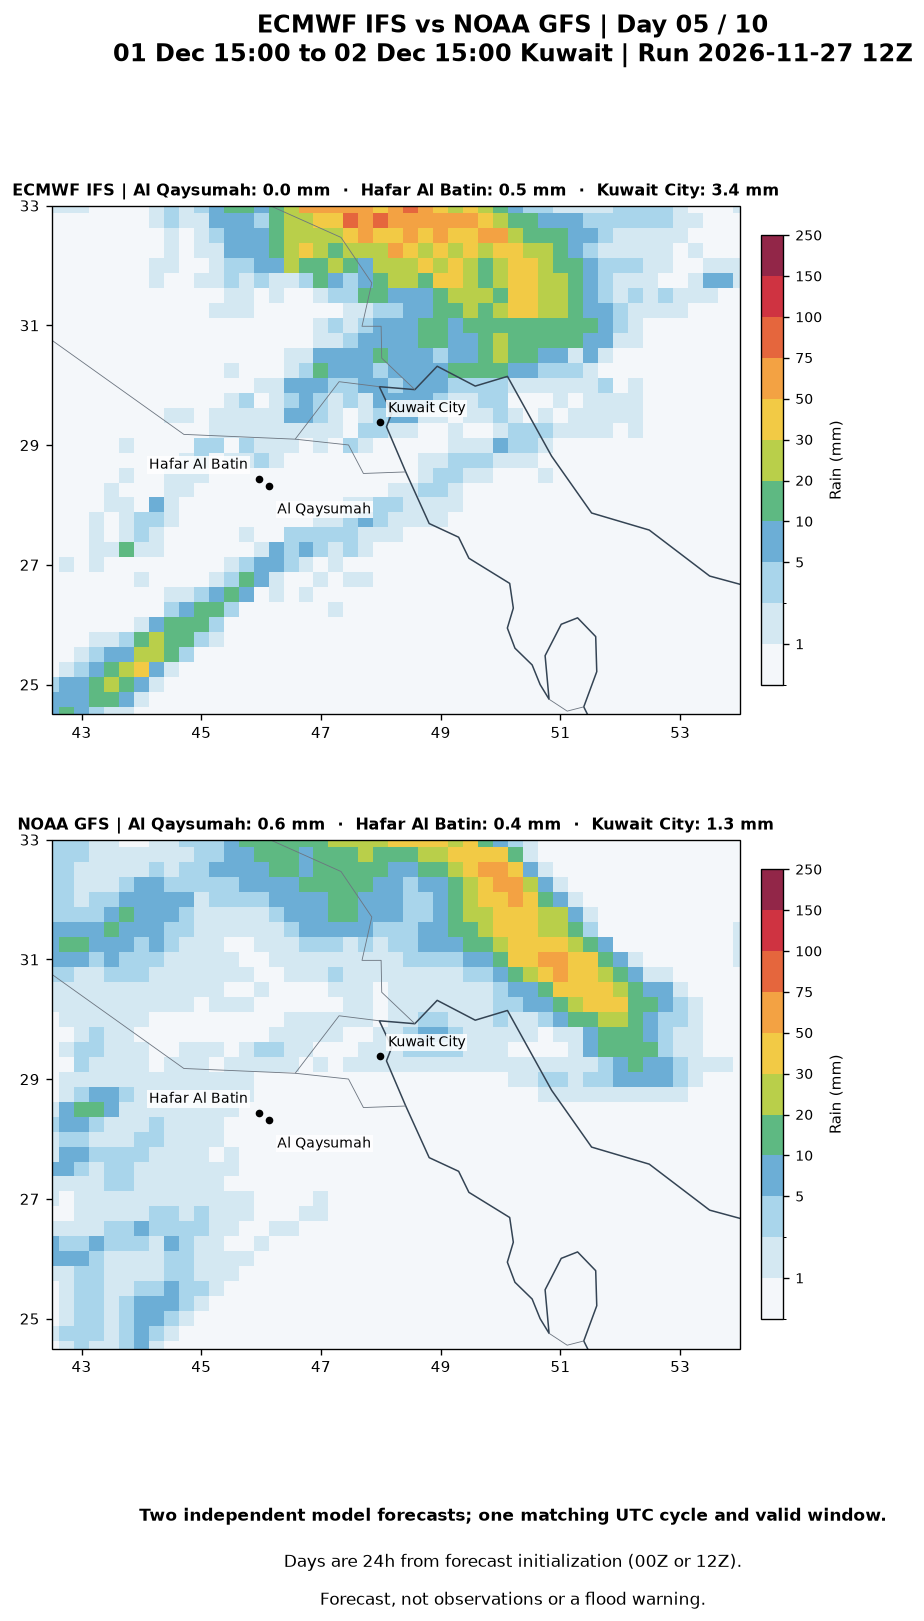 ECMWF IFS vs NOAA GFS | Day 05 / 10
01 Dec 15:00 to 02 Dec 15:00 Kuwait | Run 2026-11-27 12Z
ECMWF IFS | Al Qaysumah: 0.0 mm · Hafar Al Batin: 0.5 mm · Kuwait City: 3.4 mm
33
31
29
27
25
Kuwait City
Hafar Al Batin
Al Qaysumah
43
45
47
49
51
53
250
150
100
75
50
30
20
10
5
1
Rain (mm)
NOAA GFS | Al Qaysumah: 0.6 mm · Hafar Al Batin: 0.4 mm · Kuwait City: 1.3 mm
33
31
29
27
25
Kuwait City
Hafar Al Batin
Al Qaysumah
43
45
47
49
51
53
250
150
100
75
50
30
20
10
5
1
Rain (mm)
Two independent model forecasts; one matching UTC cycle and valid window.
Days are 24h from forecast initialization (00Z or 12Z).
Forecast, not observations or a flood warning.